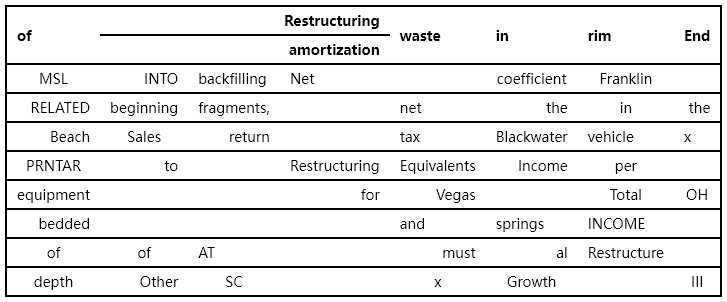 Restructuring
of waste in rim End
amortization
MSL INTO backfilling Net coefficient Franklin
RELATED beginning fragments, net the in the
Beach Sales return tax Blackwater vehicle x
PRNTAR to Restructuring Equivalents Income per
equipment for Vegas Total OH
bedded and springs INCOME
of of AT must al Restructure
depth Other SC x Growth III